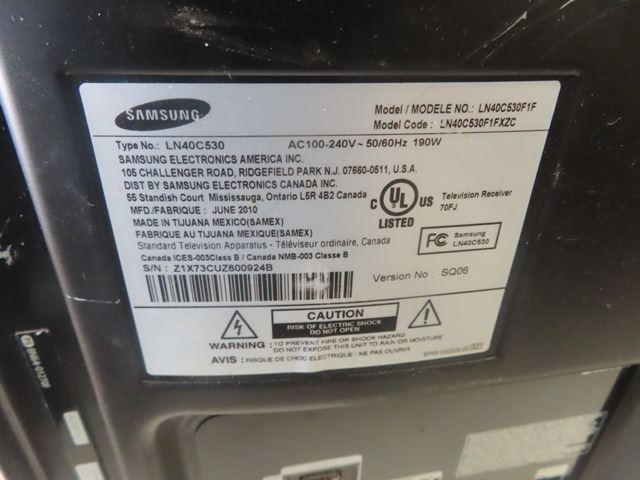 SAMSUNG
Model / MODELE NO.: LN40C530F1F
Model Code : LN40C530F1FXZC
Type No.: LN40C530 AC100-240V~ 50/60Hz 190W
SAMSUNG ELECTRONICS AMERICA INC.
105 CHALLENGER ROAD, RIDGEFIELD PARK N.J. 07660-0511, U.S.A.
DIST BY SAMSUNG ELECTRONICS CANADA INC.
55 Standish Court Mississauga, Ontario L5R 4B2 Canada
MFD./FABRIQUE : JUNE 2010
MADE IN TIJUANA MEXICO(SAMEX)
FABRIQUE AU TIJUANA MEXIQUE(SAMEX)
Standard Television Apparatus - Téléviseur ordinaire, Canada
Canada ICES-003Class B / Canada NMB-003 Classe B
S/N : Z1X73CUZ600924B
C UL US
LISTED
Television Receiver
70FJ
FC Samsung
LN40C530
Version No : SQ06
CAUTION
RISK OF ELECTRIC SHOCK
DO NOT OPEN
WARNING : TO PREVENT FIRE OR SHOCK HAZARD
DO NOT EXPOSE THIS UNIT TO RAIN OR MOISTURE
AVIS : RISQUE DE CHOC ELECTRIQUE - NE PAS OUVRIR